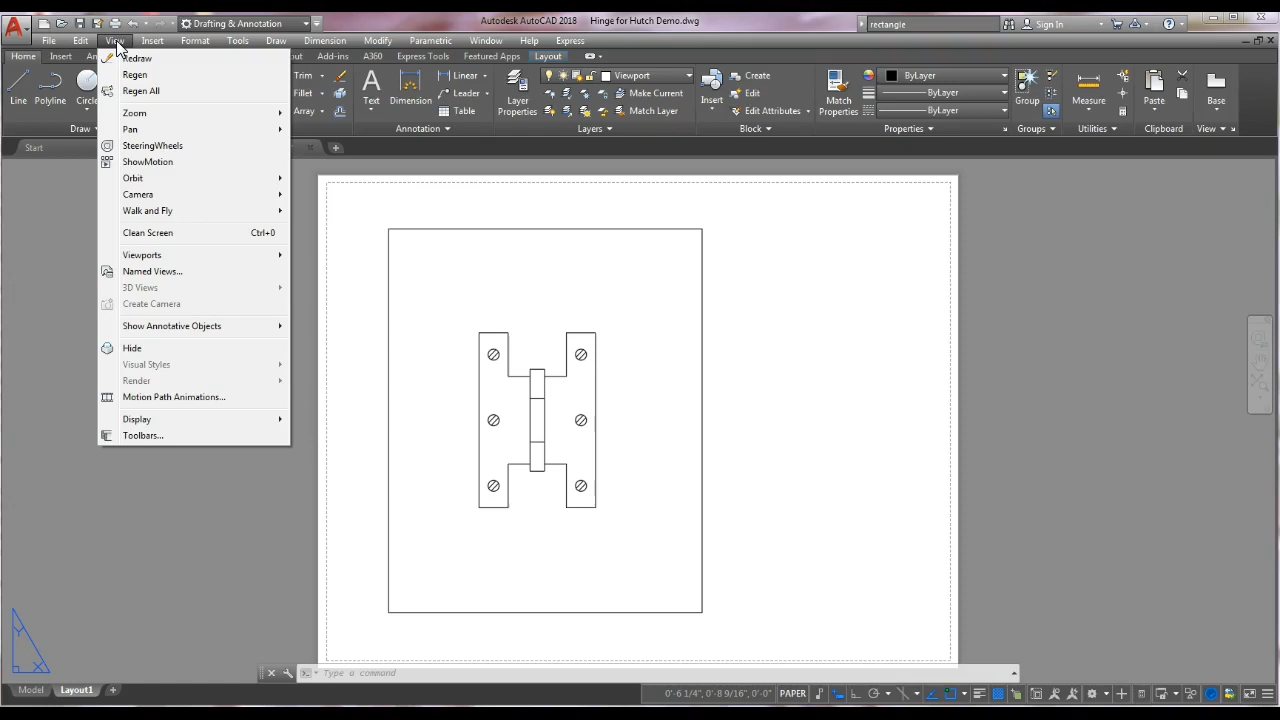 Drafting & Annotation
Autodesk AutoCAD 2018 Hinge for Hutch Demo.dwg
rectangle
Sign In
File Edit View Insert Format Tools Draw Dimension Modify Parametric Window Help Express
Home Insert An out Add-ins A360 Express Tools Featured Apps Layout
Redraw
Regen
Regen All
Zoom
Pan
SteeringWheels
ShowMotion
Orbit
Camera
Walk and Fly
Clean Screen Ctrl+0
Viewports
Named Views...
3D Views
Create Camera
Show Annotative Objects
Hide
Visual Styles
Render
Motion Path Animations...
Display
Toolbars...
Line Polyline Circle
Draw
Trim
Fillet
Array
Text
Dimension
Linear
Leader
Table
Annotation
Layer
Properties
Viewport
Make Current
Match Layer
Layers
Insert
Create
Edit
Edit Attributes
Block
Match
Properties
ByLayer
ByLayer
ByLayer
Properties
Group
Groups
Measure
Utilities
Paste
Clipboard
Base
View
Start
Y
X
Type a command
Model Layout1
0'-6 1/4", 0'-8 9/16", 0'-0" PAPER